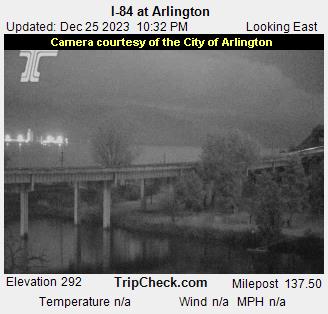 I-84 at Arlington
Updated: Dec 25 2023 10:32 PM Looking East
Camera courtesy of the City of Arlington
Elevation 292 TripCheck.com Milepost 137.50
Temperature n/a Wind n/a MPH n/a